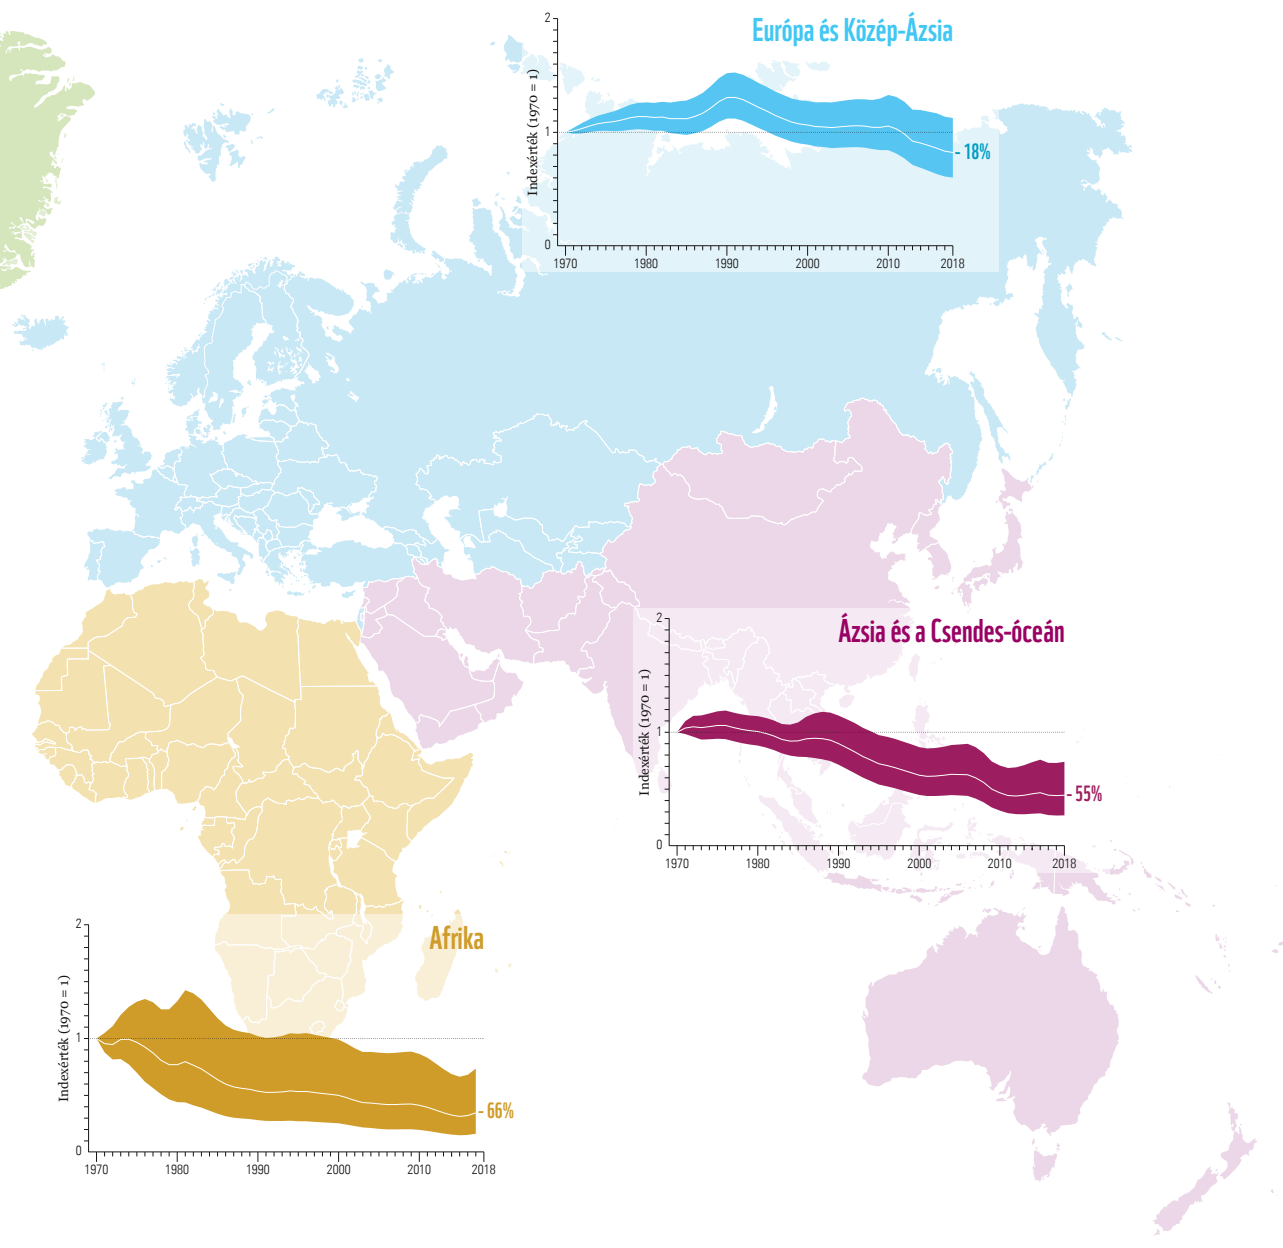 Európa és Közép-Ázsia
Indexérték (1970 = 1)
2
1
0
1970 1980 1990 2000 2010 2018
- 18%
Ázsia és a Csendes-óceán
Indexérték (1970 = 1)
2
1
0
1970 1980 1990 2000 2010 2018
- 55%
Afrika
Indexérték (1970 = 1)
2
1
0
1970 1980 1990 2000 2010 2018
- 66%